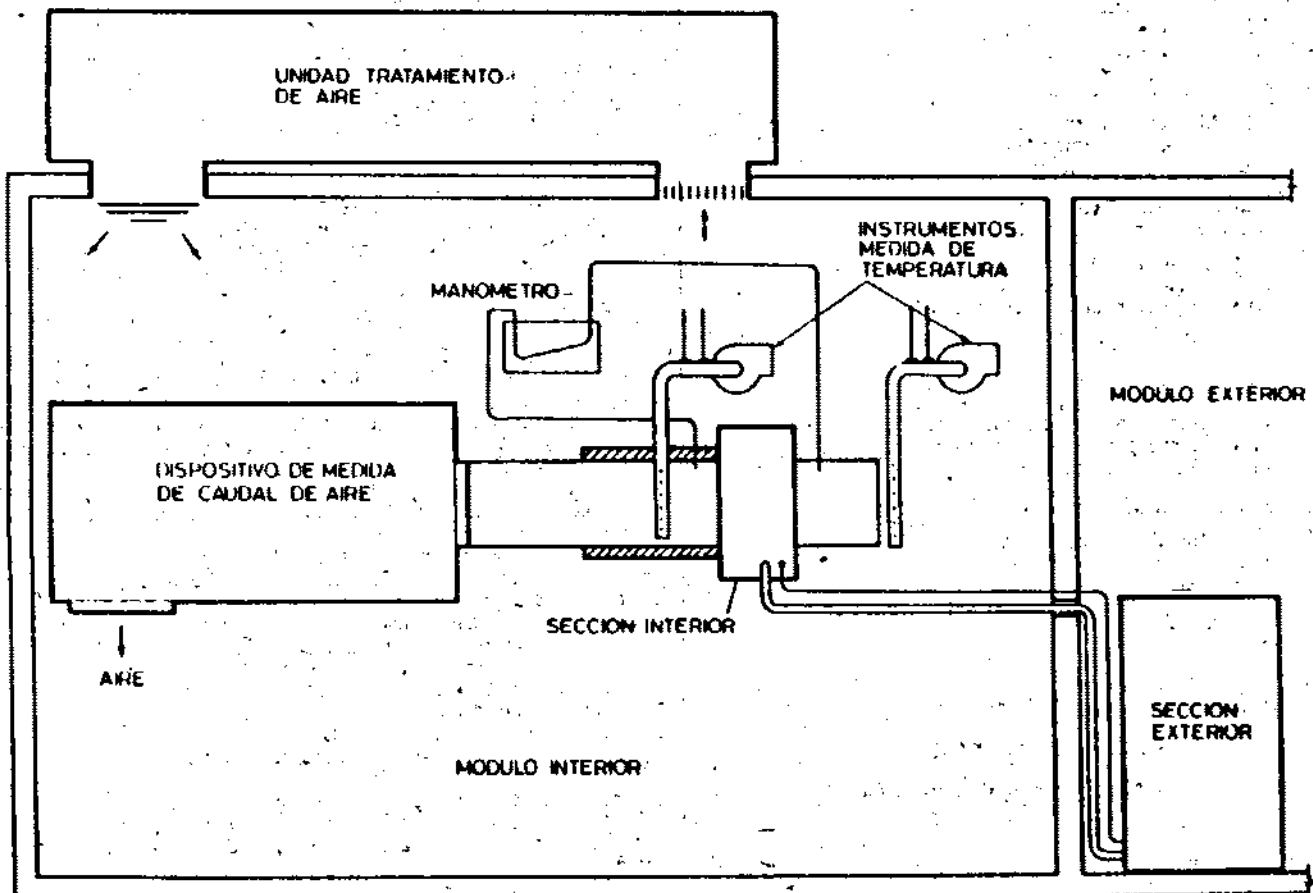 UNIDAD TRATAMIENTO
DE AIRE
INSTRUMENTOS
MEDIDA DE
TEMPERATURA
MANOMETRO
MODULO EXTERIOR
DISPOSITIVO DE MEDIDA
DE CAUDAL DE AIRE
SECCION INTERIOR
AIRE
SECCION
EXTERIOR
MODULO INTERIOR